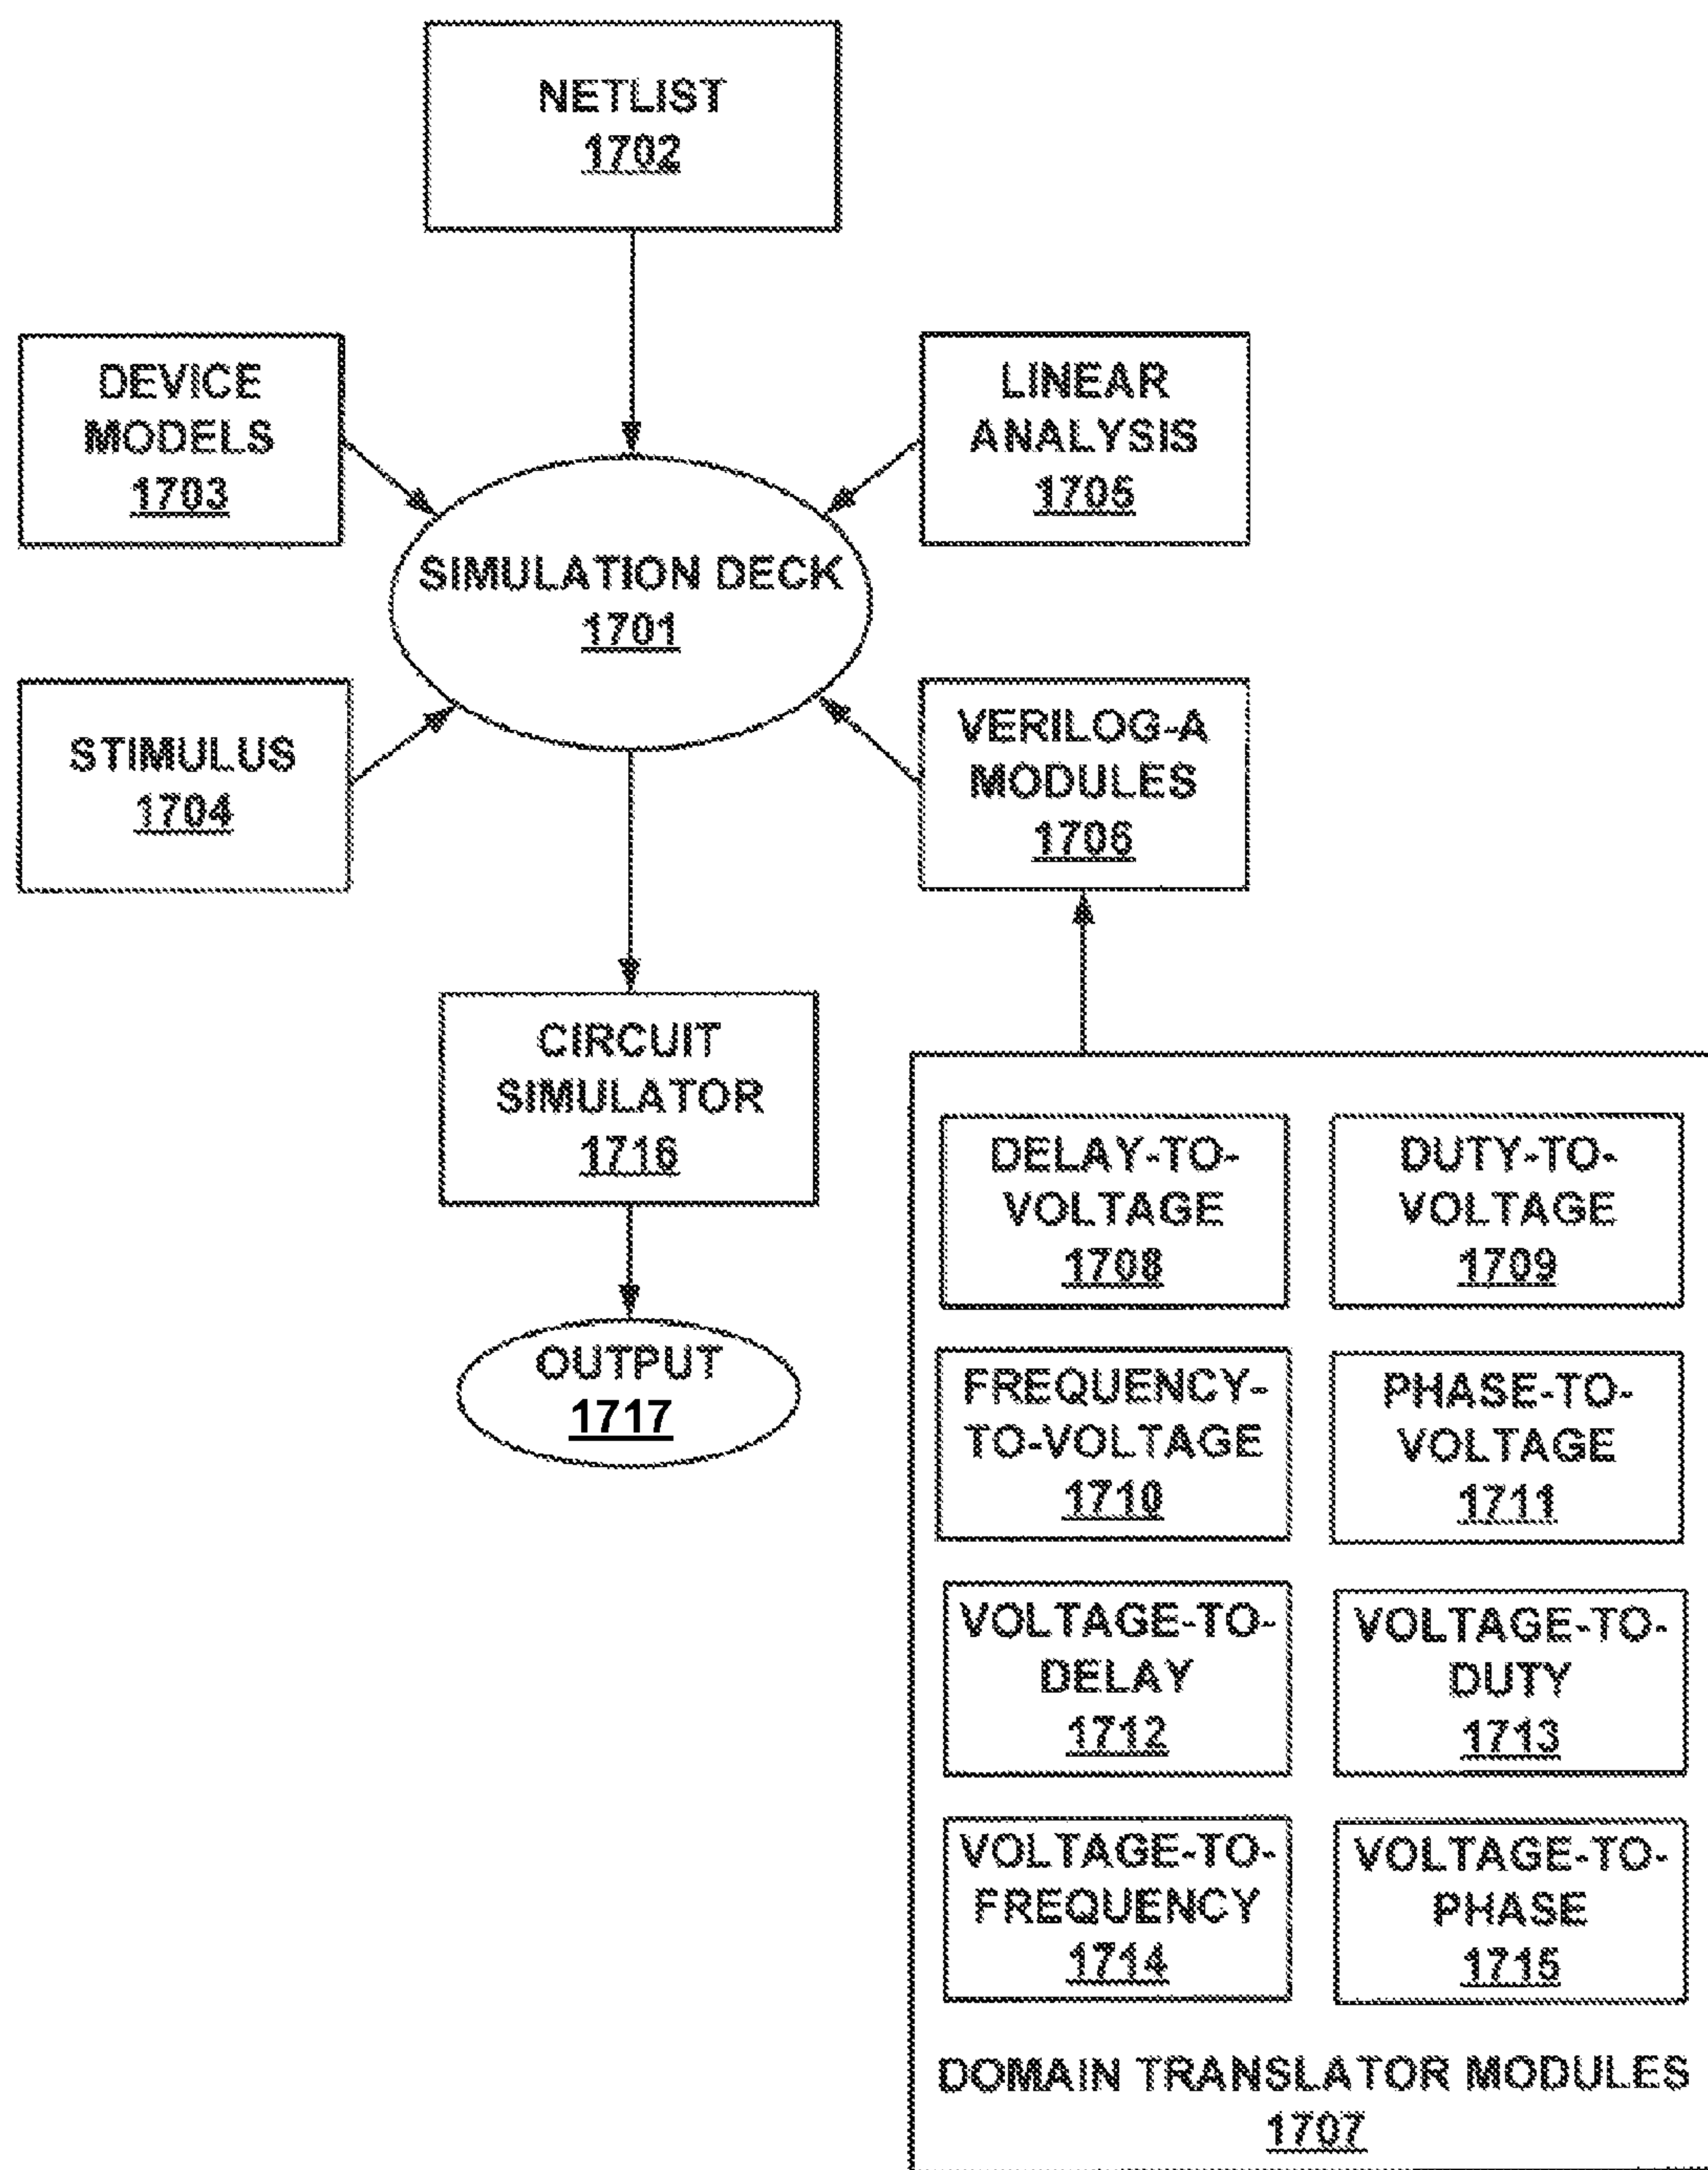 NETLIST
1702
DEVICE
MODELS
1703
LINEAR
ANALYSIS
1705
SIMULATION DECK
1701
STIMULUS
1704
VERILOG-A
MODULES
1706
CIRCUIT
SIMULATOR
1716
OUTPUT
1717
DELAY-TO-
VOLTAGE
1708
DUTY-TO-
VOLTAGE
1709
FREQUENCY-
TO-VOLTAGE
1710
PHASE-TO-
VOLTAGE
1711
VOLTAGE-TO-
DELAY
1712
VOLTAGE-TO-
DUTY
1713
VOLTAGE-TO-
FREQUENCY
1714
VOLTAGE-TO-
PHASE
1715
DOMAIN TRANSLATOR MODULES
1707